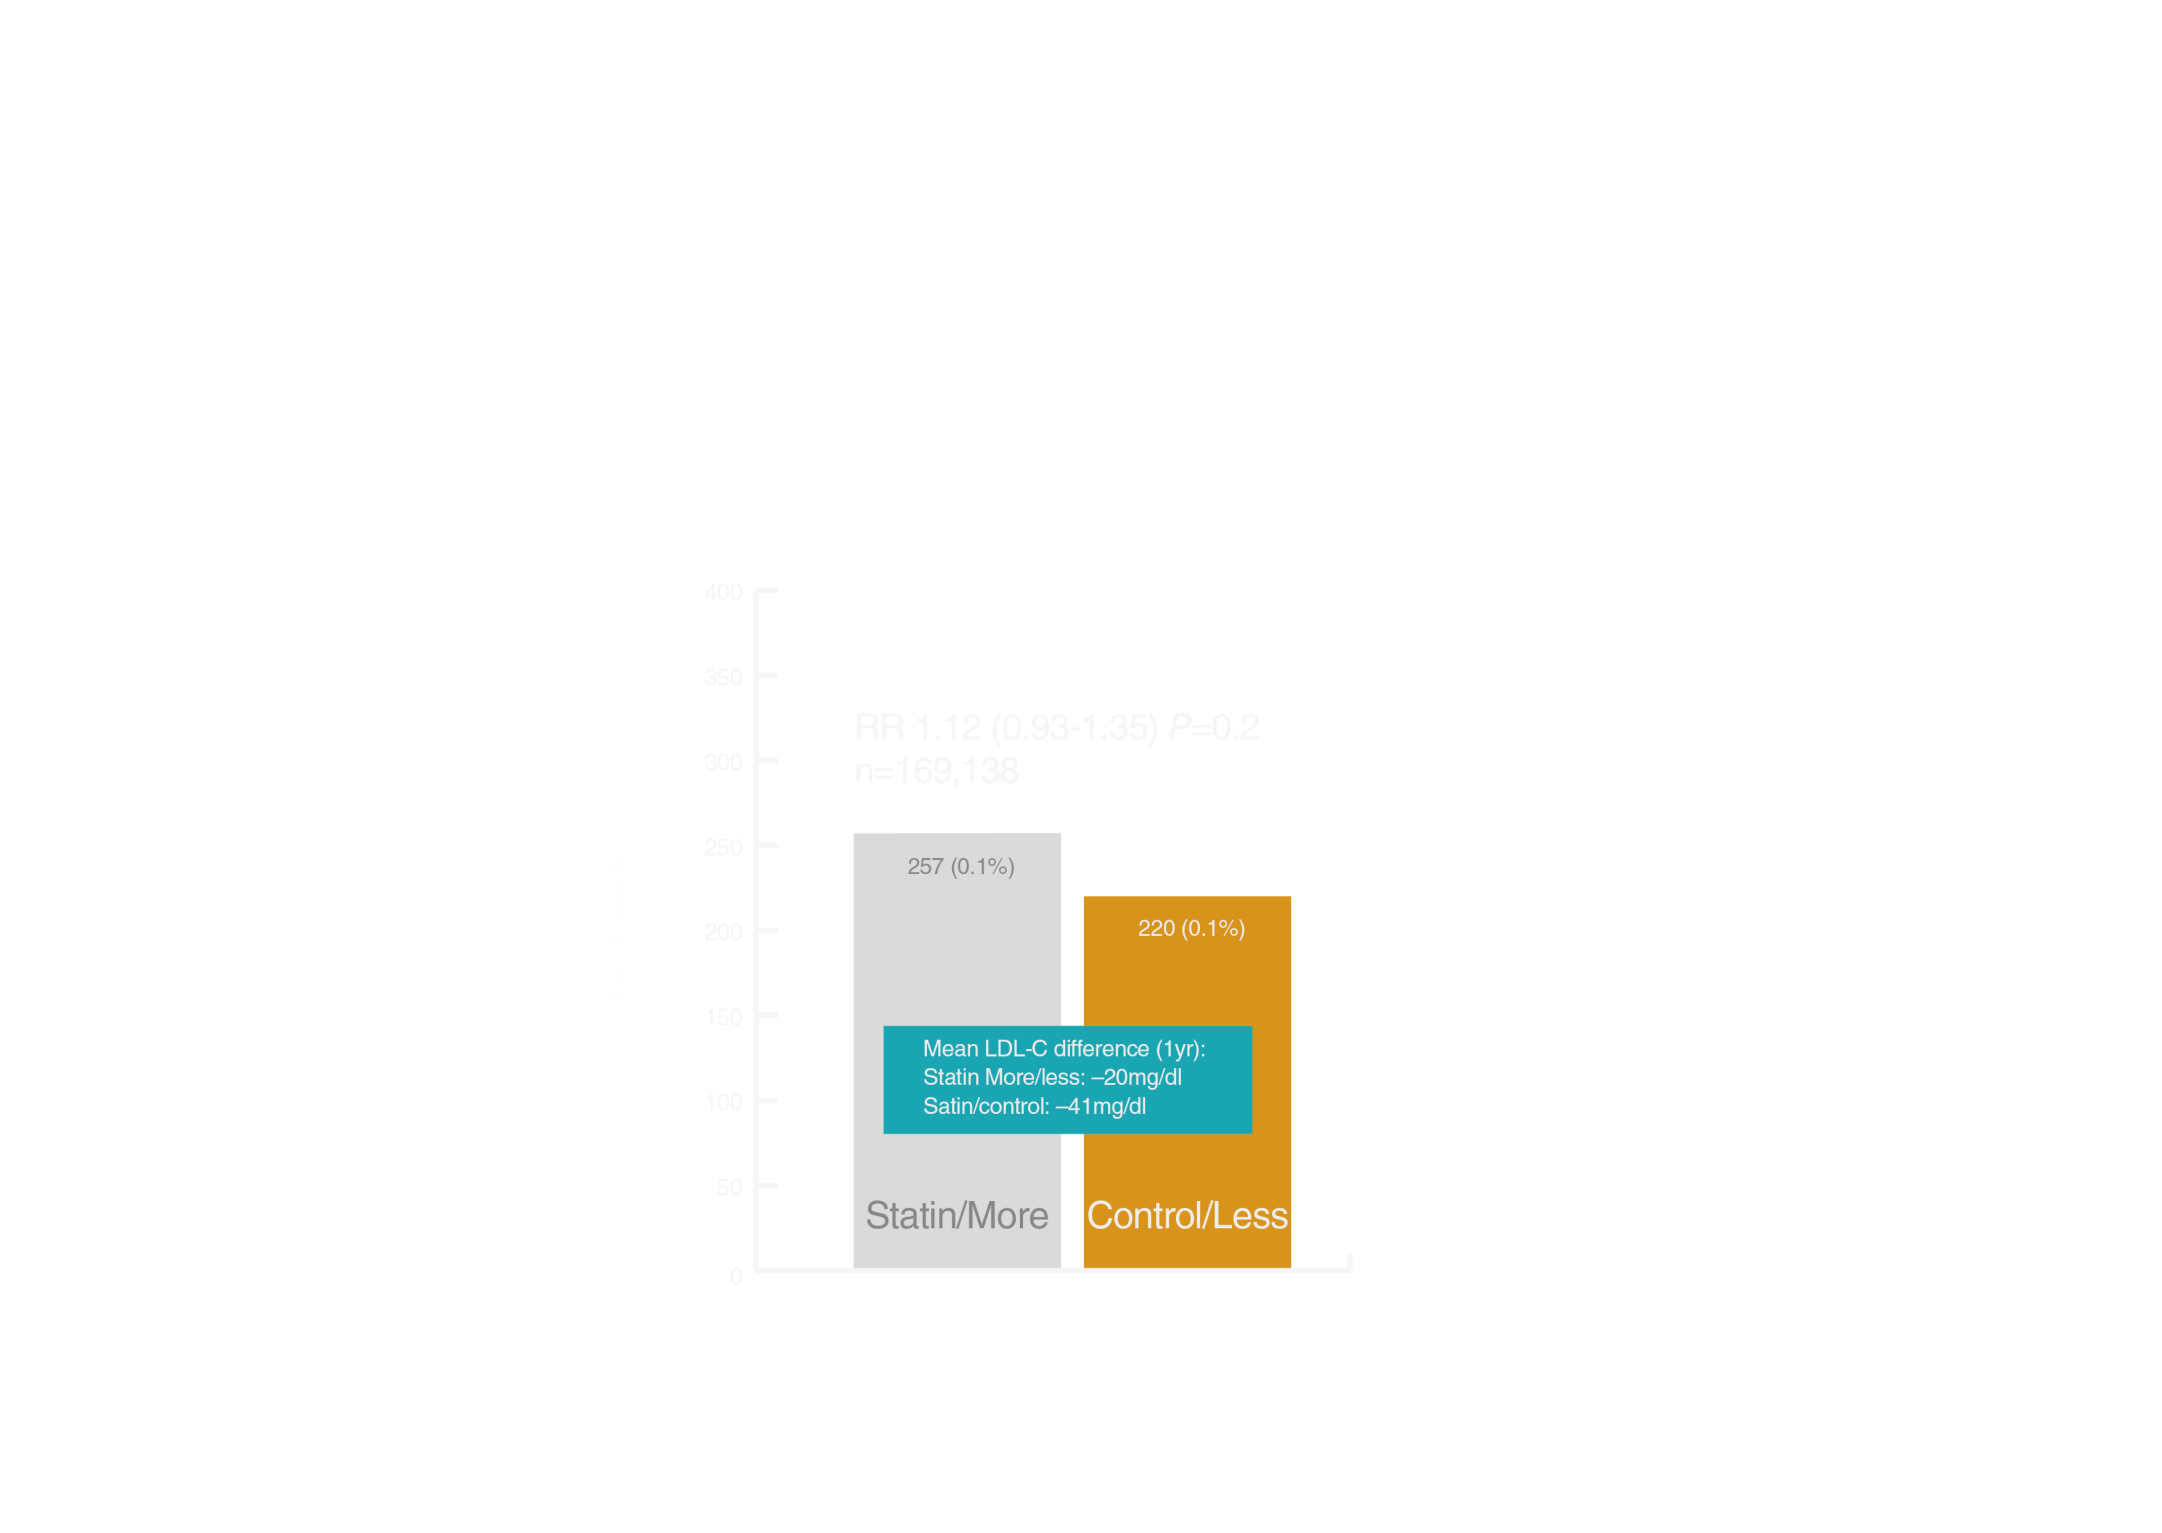 400
350
RR 1.12 (0.93-1.35) P=0.2
300
n=169,138
250
257 (0.1%)
200
220 (0.1%)
150
Mean LDL-C difference (1yr):
Statin More/less: –20mg/dl
100
Satin/control: –41mg/dl
50
Statin/More
Control/Less
0